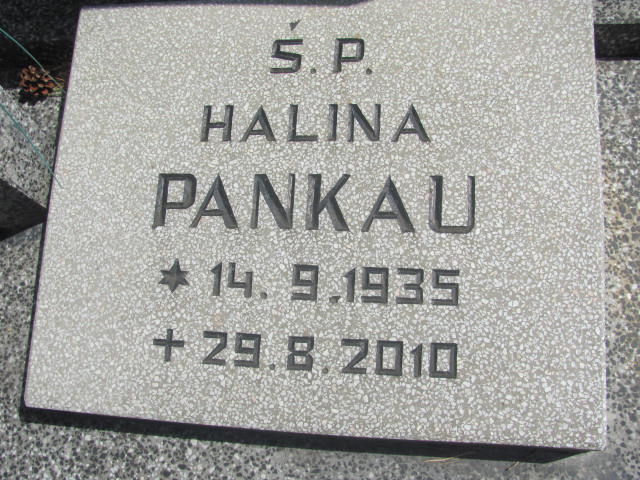 Ś.P.
HALINA
PANKAU
* 14.9.1935
+ 29.8.2010